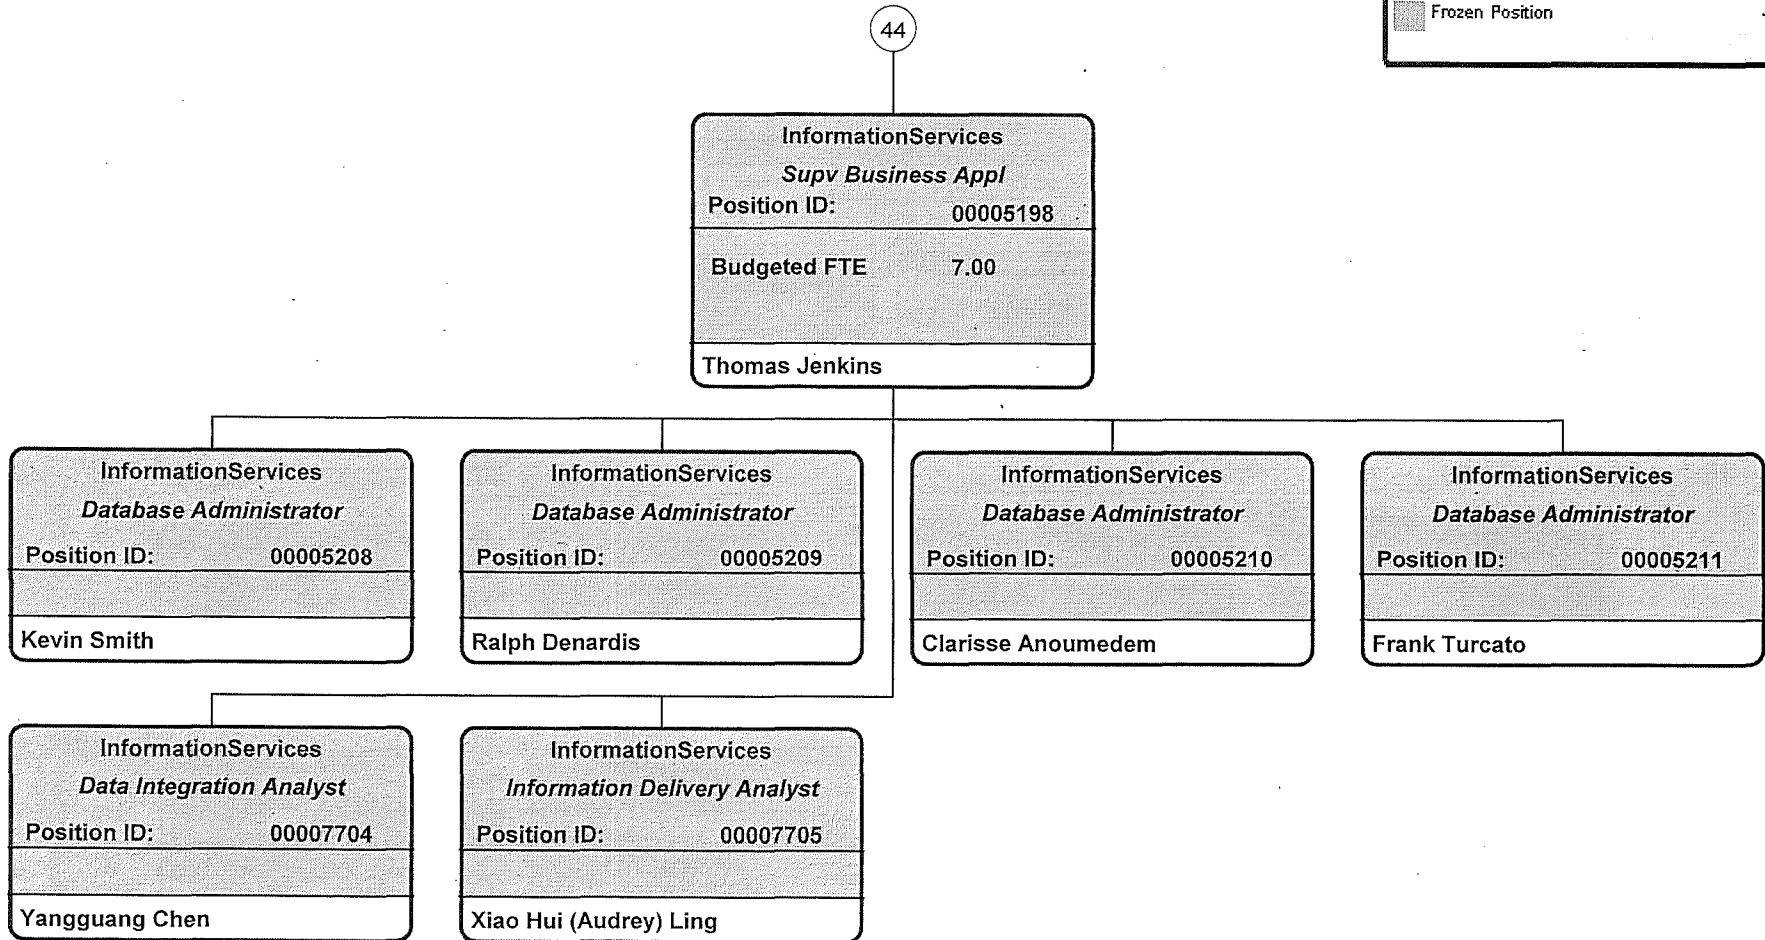 44
Frozen Position
InformationServices
Supv Business Appl
Position ID: 00005198
Budgeted FTE 7.00
Thomas Jenkins
InformationServices
Database Administrator
Position ID: 00005208
Kevin Smith
InformationServices
Database Administrator
Position ID: 00005209
Ralph Denardis
InformationServices
Database Administrator
Position ID: 00005210
Clarisse Anoumedem
InformationServices
Database Administrator
Position ID: 00005211
Frank Turcato
InformationServices
Data Integration Analyst
Position ID: 00007704
Yangguang Chen
InformationServices
Information Delivery Analyst
Position ID: 00007705
Xiao Hui (Audrey) Ling